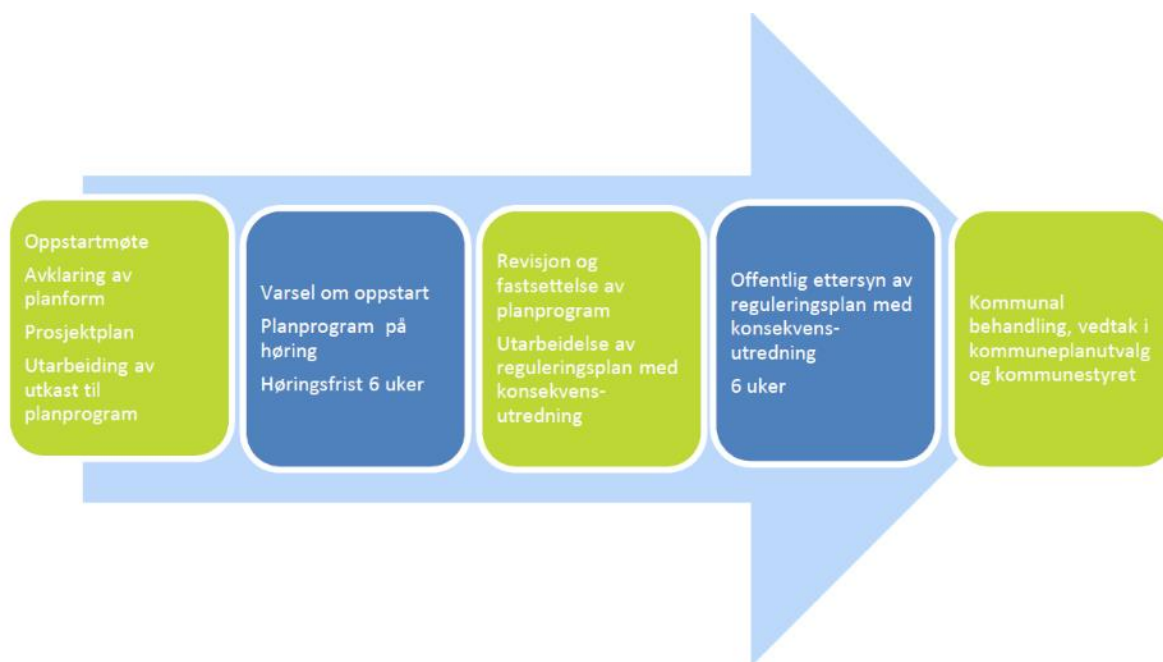 Oppstartmøte
Avklaring av
planform
Prosjektplan
Utarbeiding av
utkast til
planprogram
Varsel om oppstart
Planprogram på
høring
Høringsfrist 6 uker
Revisjon og
fastsettelse av
planprogram
Utarbeidelse av
reguleringsplan med
konsekvens-
utredning
Offentlig ettersyn av
reguleringsplan med
konsekvens-
utredning
6 uker
Kommunal
behandling, vedtak i
kommuneplanutvalg
og kommunestyret